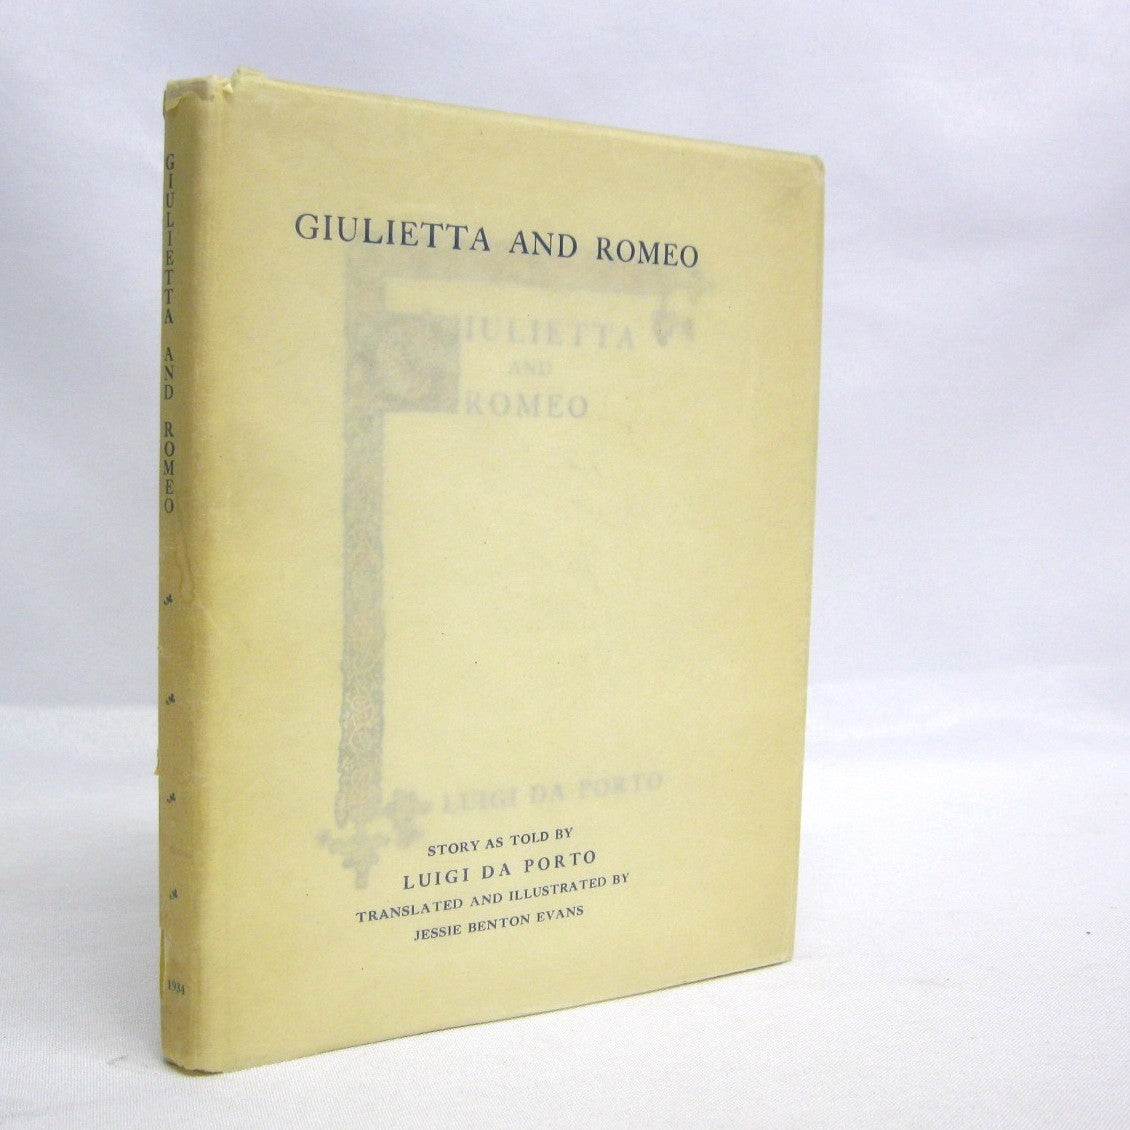 GIULIETTA AND ROMEO
GIULIETTA
AND
ROMEO
LUIGI DA PORTO
STORY AS TOLD BY
LUIGI DA PORTO
TRANSLATED AND ILLUSTRATED BY
JESSIE BENTON EVANS
GIULIETTA AND ROMEO
1934